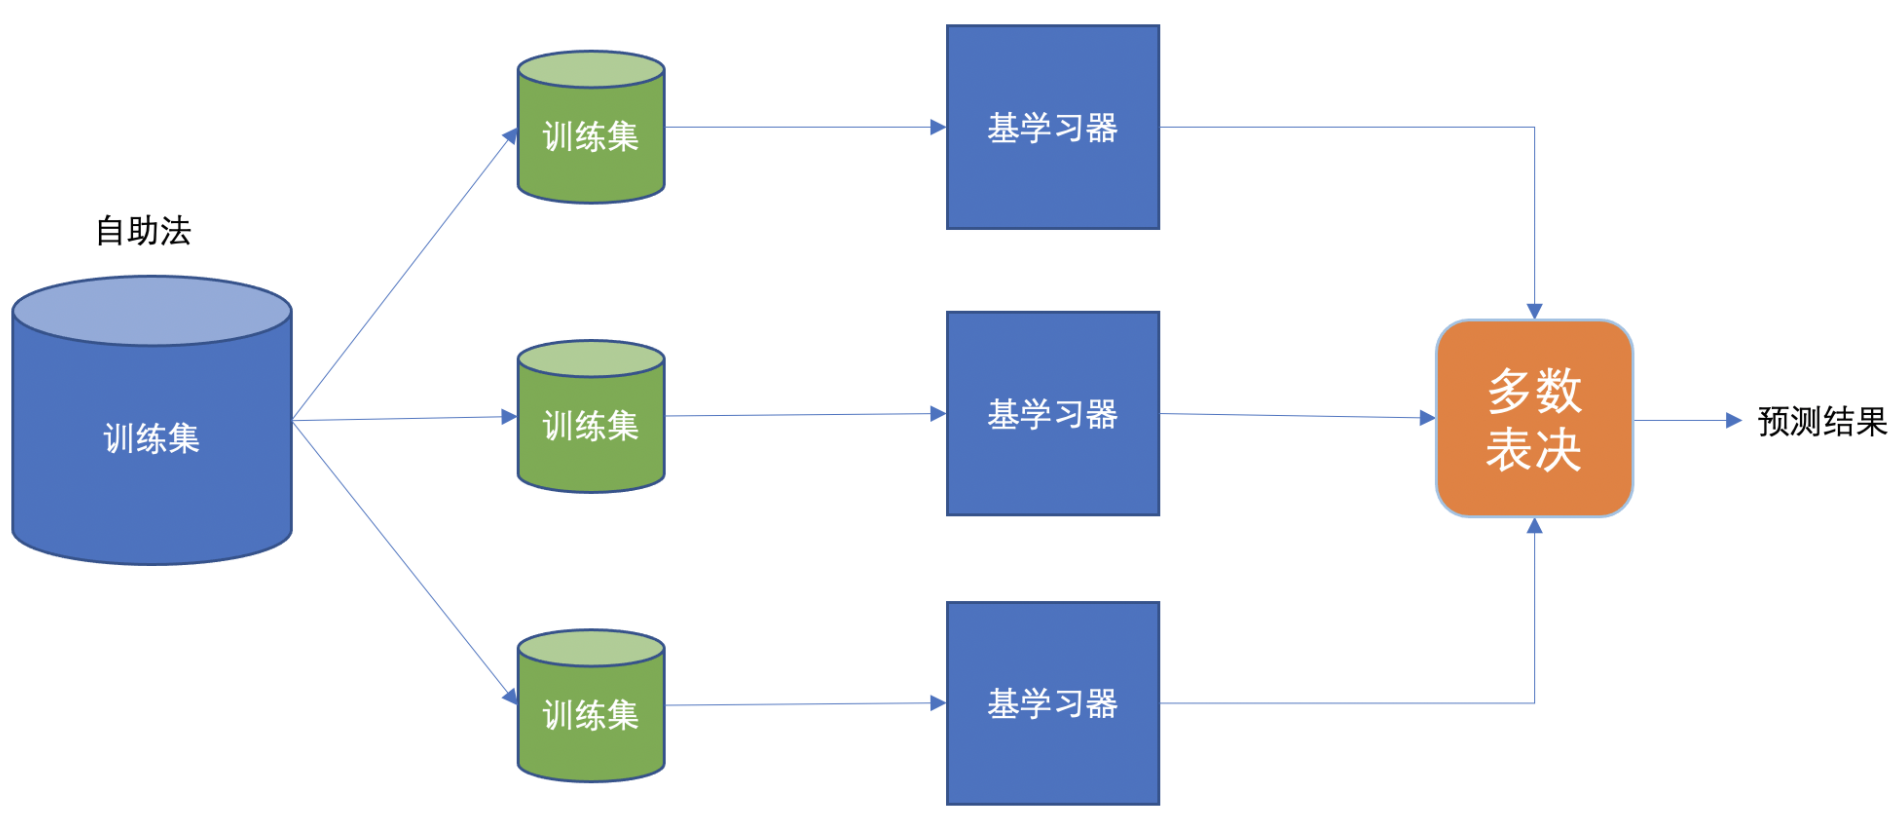 自助法
训练集
训练集
训练集
训练集
基学习器
基学习器
基学习器
多数
表决
预测结果